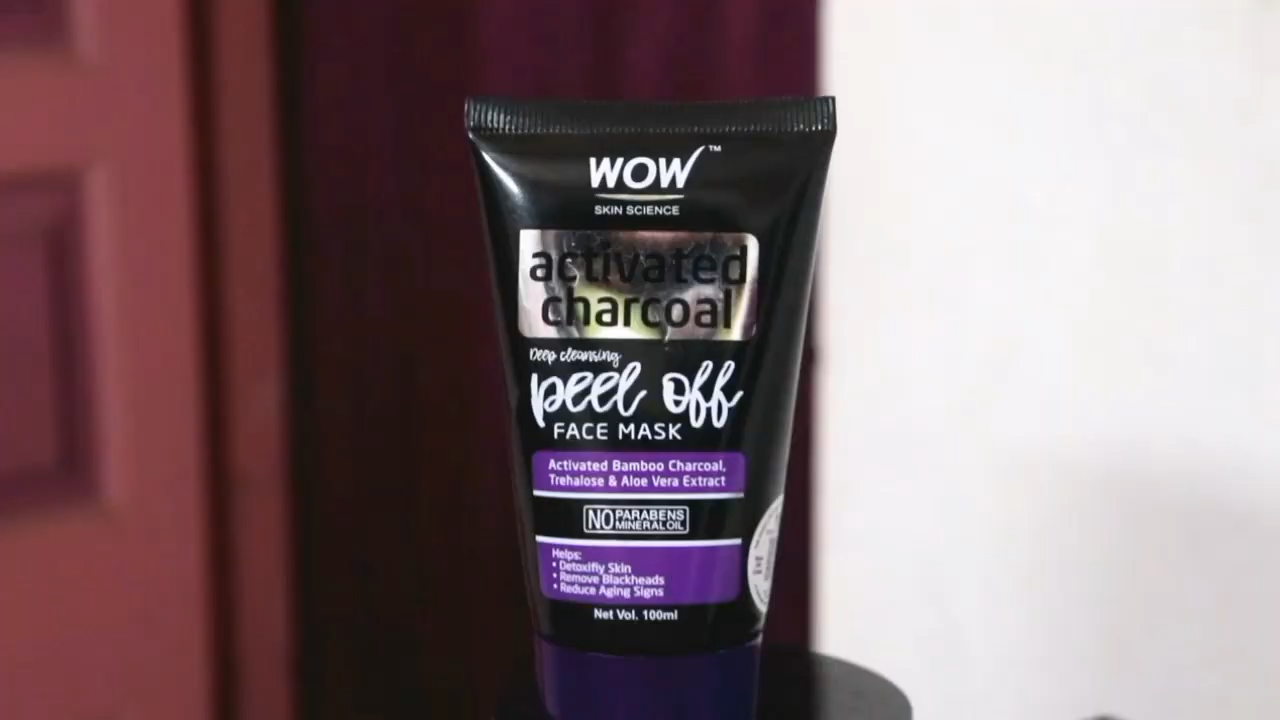 WOW™
SKIN SCIENCE
activated
charcoal
Deep cleansing
peel off
FACE MASK
Activated Bamboo Charcoal,
Trehalose & Aloe Vera Extract
NO PARABENS
MINERAL OIL
Helps:
• Detoxifiy Skin
• Remove Blackheads
• Reduce Aging Signs
Net Vol. 100ml